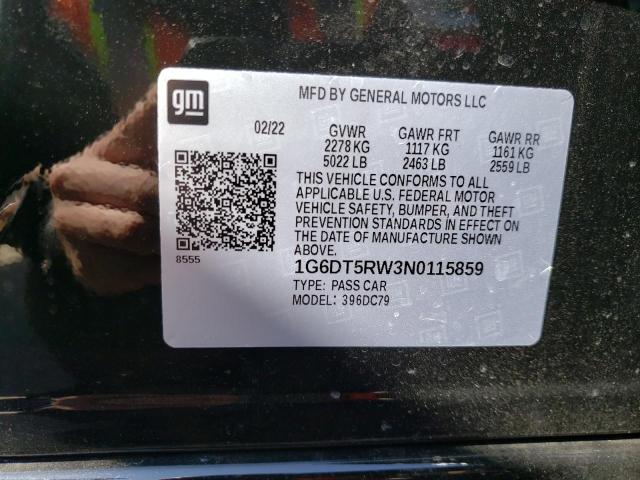 gm
MFD BY GENERAL MOTORS LLC
02/22
GVWR GAWR FRT GAWR RR
2278 KG 1117 KG 1161 KG
5022 LB 2463 LB 2559 LB
THIS VEHICLE CONFORMS TO ALL
APPLICABLE U.S. FEDERAL MOTOR
VEHICLE SAFETY, BUMPER, AND THEFT
PREVENTION STANDARDS IN EFFECT ON
THE DATE OF MANUFACTURE SHOWN
ABOVE.
8555
1G6DT5RW3N0115859
TYPE: PASS CAR
MODEL: 396DC79